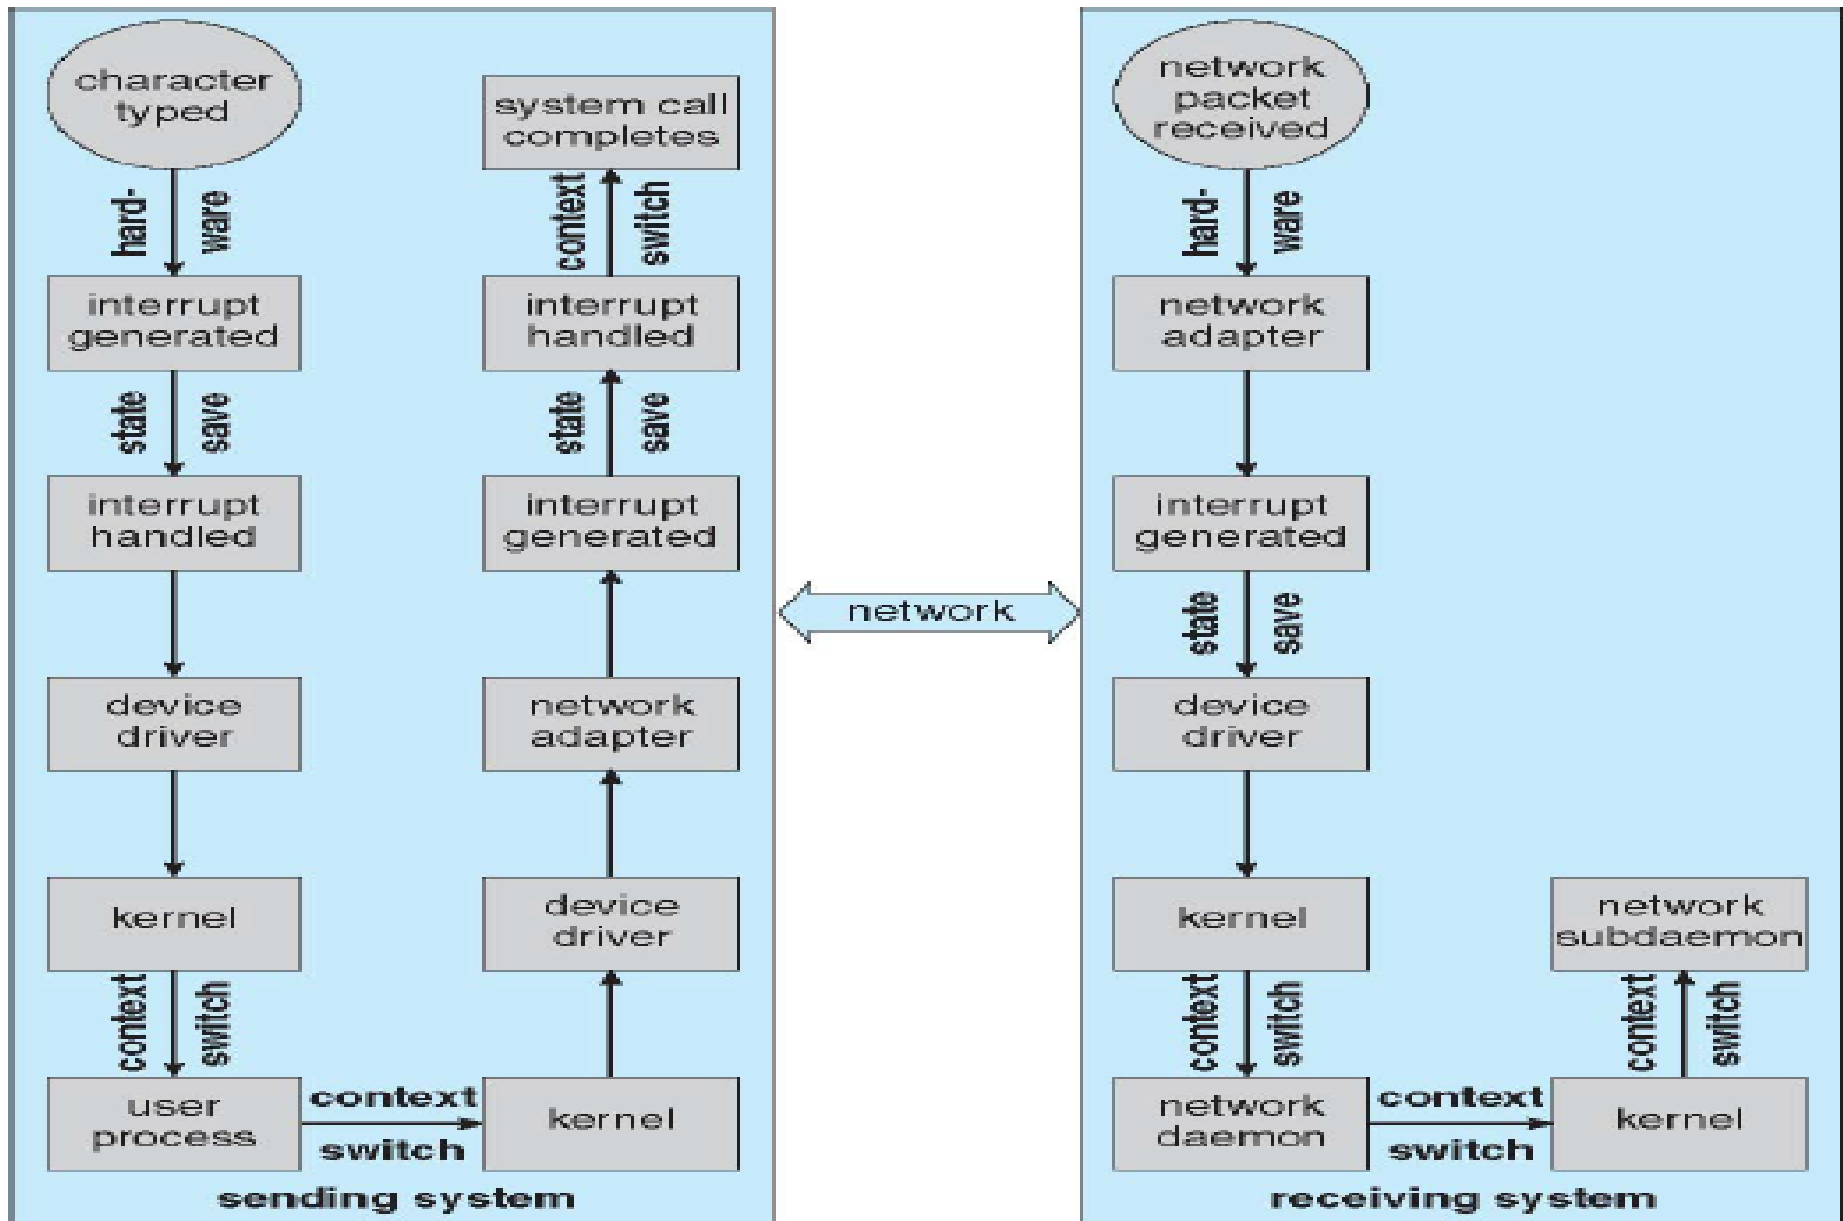 character
typed
hard-
ware
interrupt
generated
state
save
interrupt
handled
device
driver
kernel
context
switch
user
process
context
switch
kernel
device
driver
network
adapter
interrupt
generated
state
save
interrupt
handled
context
switch
system call
completes
sending system
network
network
packet
received
hard-
ware
network
adapter
interrupt
generated
state
save
device
driver
kernel
context
switch
network
daemon
context
switch
kernel
context
switch
network
subdaemon
receiving system